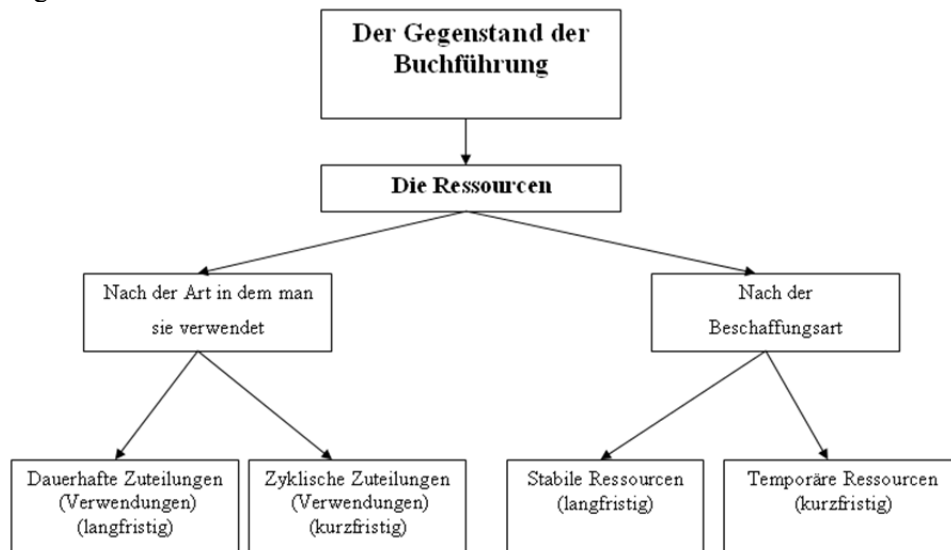 Der Gegenstand der
Buchführung
Die Ressourcen
Nach der Art in dem man
sie verwendet
Nach der
Beschaffungsart
Dauerhafte Zuteilungen
(Verwendungen)
(langfristig)
Zyklische Zuteilungen
(Verwendungen)
(kurzfristig)
Stabile Ressourcen
(langfristig)
Temporäre Ressourcen
(kurzfristig)